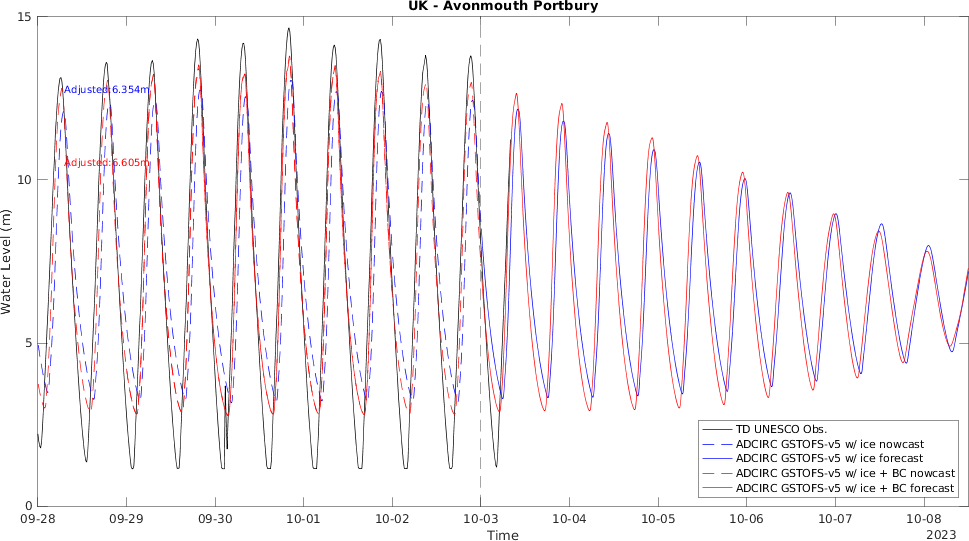 UK - Avonmouth Portbury
15
10
5
0
Water Level (m)
Adjusted:6.354m
Adjusted:6.605m
TD UNESCO Obs.
ADCIRC GSTOFS-v5 w/ ice nowcast
ADCIRC GSTOFS-v5 w/ ice forecast
ADCIRC GSTOFS-v5 w/ ice + BC nowcast
ADCIRC GSTOFS-v5 w/ ice + BC forecast
09-28 09-29 09-30 10-01 10-02 10-03 10-04 10-05 10-06 10-07 10-08
2023
Time